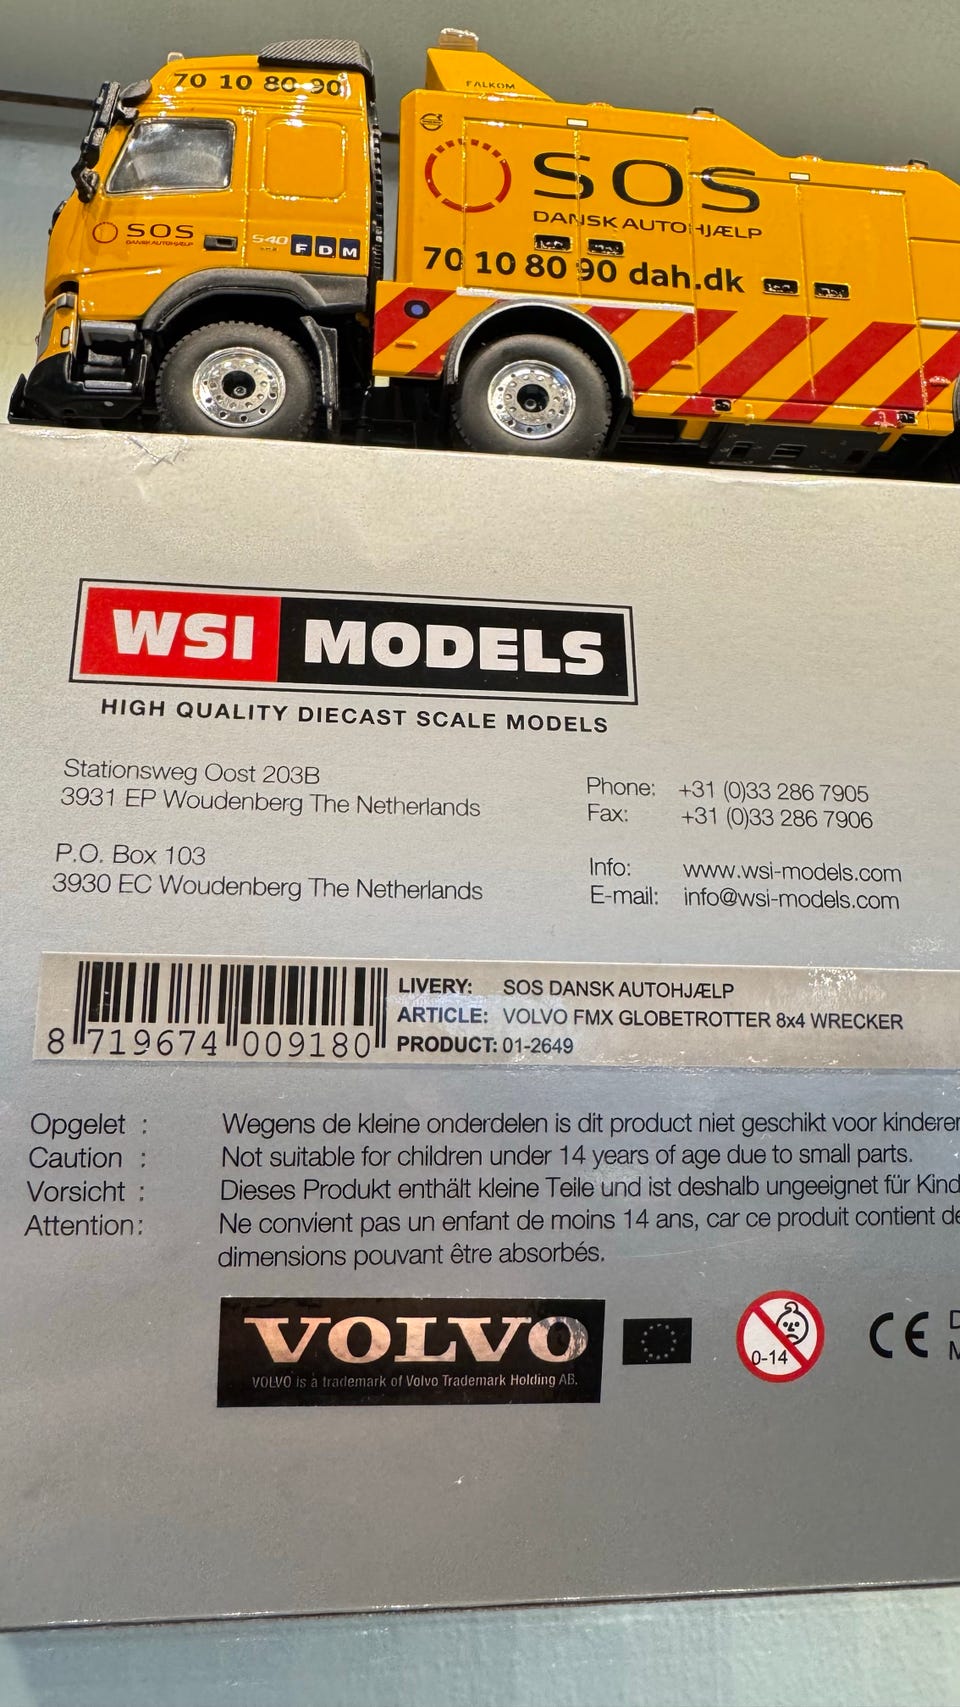 70 10 80 90
FALKOM
SOS
DANSK AUTOHJÆLP
SOS
540
FDM
70 10 80 90 dah.dk
WSI MODELS
HIGH QUALITY DIECAST SCALE MODELS
Stationsweg Oost 203B
3931 EP Woudenberg The Netherlands
P.O. Box 103
3930 EC Woudenberg The Netherlands
Phone: +31 (0)33 286 7905
Fax: +31 (0)33 286 7906
Info: www.wsi-models.com
E-mail: info@wsi-models.com
8 719674 009180
LIVERY: SOS DANSK AUTOHJÆLP
ARTICLE: VOLVO FMX GLOBETROTTER 8x4 WRECKER
PRODUCT: 01-2649
Opgelet : Wegens de kleine onderdelen is dit product niet geschikt voor kinderen
Caution : Not suitable for children under 14 years of age due to small parts.
Vorsicht : Dieses Produkt enthält kleine Teile und ist deshalb ungeeignet für Kind
Attention: Ne convient pas un enfant de moins 14 ans, car ce produit contient de
dimensions pouvant être absorbés.
VOLVO
VOLVO is a trademark of Volvo Trademark Holding AB.
0-14
CE